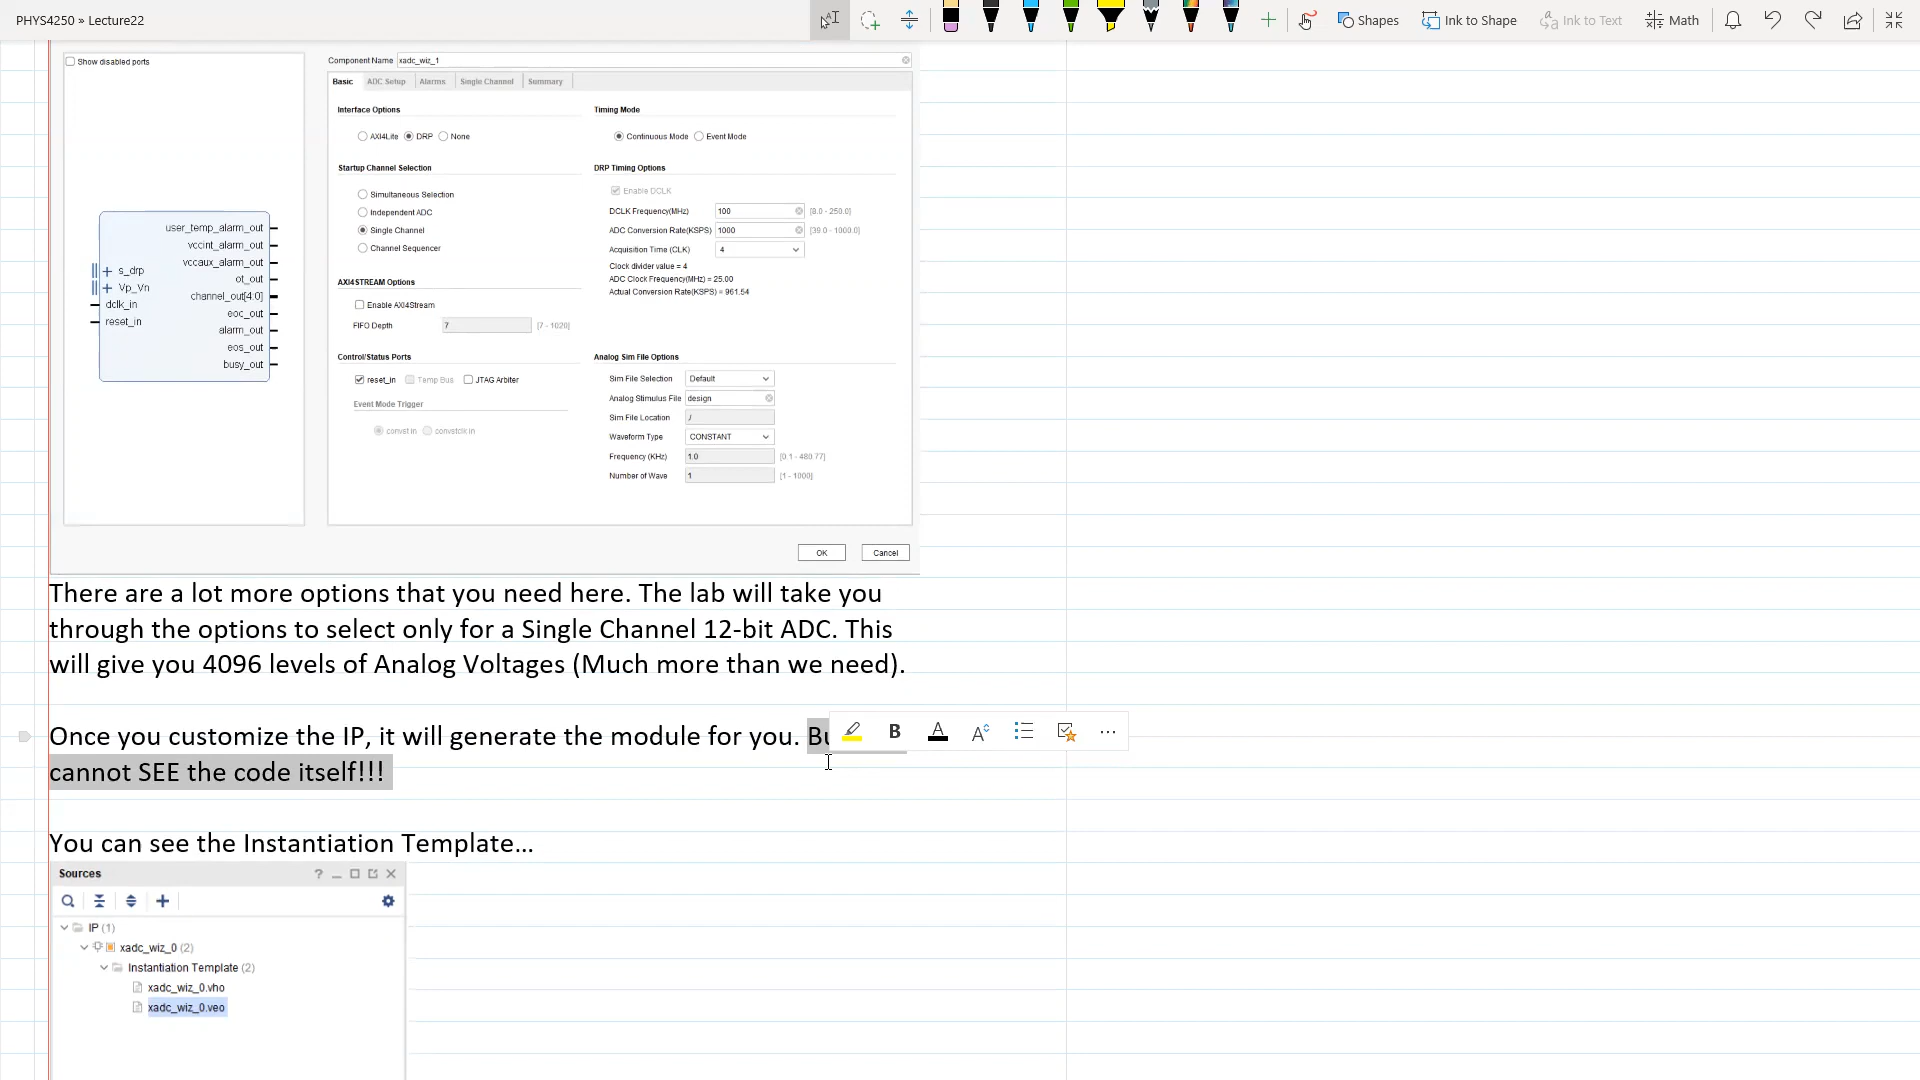 PHYS4250 » Lecture22
Shapes
Ink to Shape
Ink to Text
Math
Show disabled ports
Component Name xadc_wiz_1
Basic ADC Setup Alarms Single Channel Summary
Interface Options
AXI4Lite DRP None
Startup Channel Selection
Simultaneous Selection
Independent ADC
Single Channel
Channel Sequencer
AXI4STREAM Options
Enable AXI4Stream
FIFO Depth 7 [7 - 1020]
Control/Status Ports
reset_in Temp Bus JTAG Arbiter
Event Mode Trigger
convst in convstclk in
Timing Mode
Continuous Mode Event Mode
DRP Timing Options
Enable DCLK
DCLK Frequency(MHz) 100 [8.0 - 250.0]
ADC Conversion Rate(KSPS) 1000 [39.0 - 1000.0]
Acquisition Time (CLK) 4
Clock divider value = 4
ADC Clock Frequency(MHz) = 25.00
Actual Conversion Rate(KSPS) = 961.54
Analog Sim File Options
Sim File Selection Default
Analog Stimulus File design
Sim File Location ./
Waveform Type CONSTANT
Frequency (KHz) 1.0 [0.1 - 480.77]
Number of Wave 1 [1 - 1000]
s_drp
Vp_Vn
dclk_in
reset_in
user_temp_alarm_out
vccint_alarm_out
vccaux_alarm_out
ot_out
channel_out[4:0]
eoc_out
alarm_out
eos_out
busy_out
OK Cancel
There are a lot more options that you need here. The lab will take you
through the options to select only for a Single Channel 12-bit ADC. This
will give you 4096 levels of Analog Voltages (Much more than we need).
Once you customize the IP, it will generate the module for you.
cannot SEE the code itself!!!
You can see the Instantiation Template...
Sources
IP (1)
xadc_wiz_0 (2)
Instantiation Template (2)
xadc_wiz_0.vho
xadc_wiz_0.veo